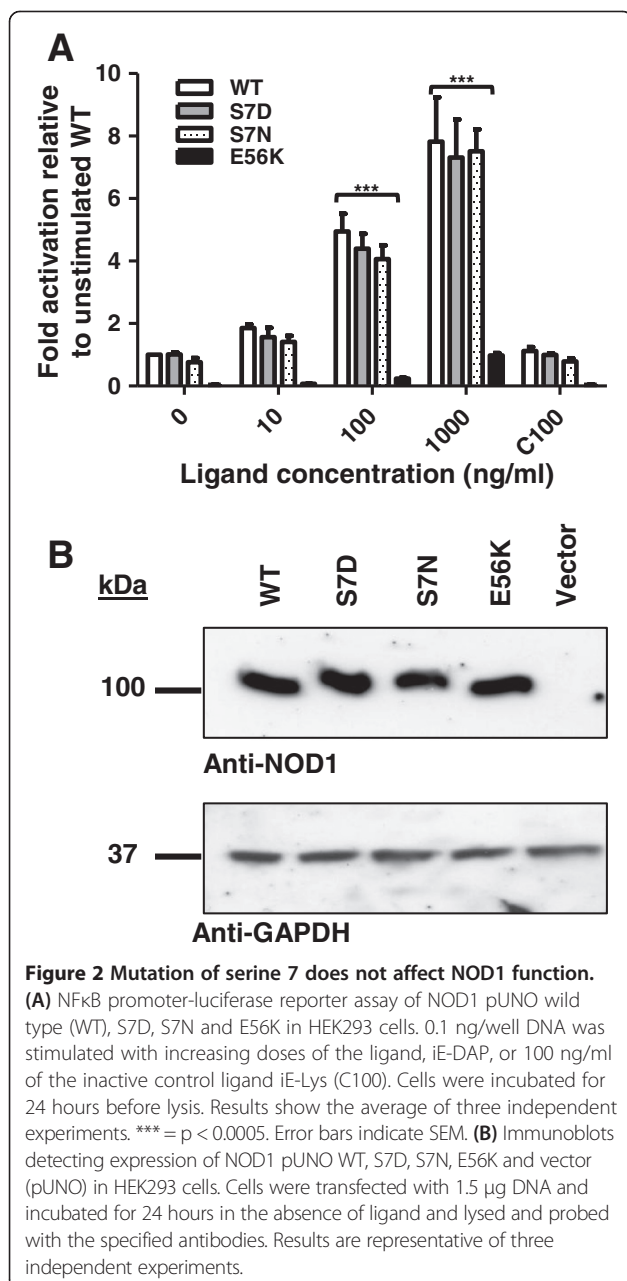 A
Fold activation relative
to unstimulated WT
10
8
6
4
2
0
WT
S7D
S7N
E56K
***
***
0
10
100
1000
C100
Ligand concentration (ng/ml)
B
kDa
WT
S7D
S7N
E56K
Vector
100
Anti-NOD1
37
Anti-GAPDH
Figure 2 Mutation of serine 7 does not affect NOD1 function.
(A) NFκB promoter-luciferase reporter assay of NOD1 pUNO wild
type (WT), S7D, S7N and E56K in HEK293 cells. 0.1 ng/well DNA was
stimulated with increasing doses of the ligand, iE-DAP, or 100 ng/ml
of the inactive control ligand iE-Lys (C100). Cells were incubated for
24 hours before lysis. Results show the average of three independent
experiments. *** = p < 0.0005. Error bars indicate SEM. (B) Immunoblots
detecting expression of NOD1 pUNO WT, S7D, S7N, E56K and vector
(pUNO) in HEK293 cells. Cells were transfected with 1.5 μg DNA and
incubated for 24 hours in the absence of ligand and lysed and probed
with the specified antibodies. Results are representative of three
independent experiments.